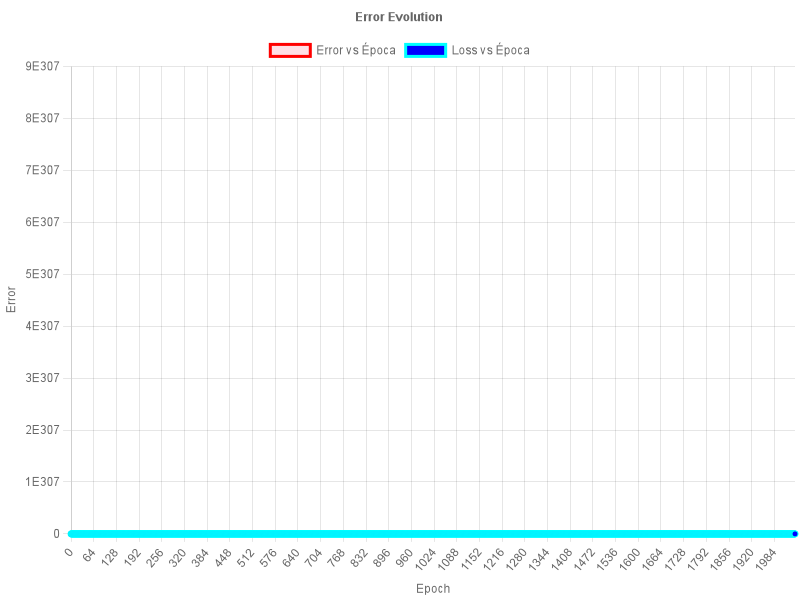 Error Evolution
Error vs Época
Loss vs Época
9E307
8E307
7E307
6E307
5E307
4E307
3E307
2E307
1E307
0
Error
0 64 128 192 256 320 384 448 512 576 640 704 768 832 896 960 1024 1088 1152 1216 1280 1344 1408 1472 1536 1600 1664 1728 1792 1856 1920 1984
Epoch